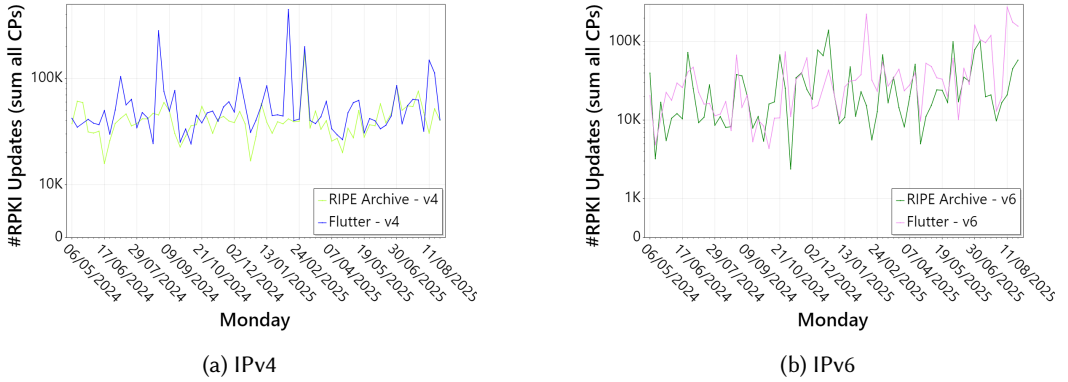 #RPKI Updates (sum all CPs)
100K
10K
0
RIPE Archive - v4
Flutter - v4
06/05/2024
17/06/2024
29/07/2024
09/09/2024
21/10/2024
02/12/2024
13/01/2025
24/02/2025
07/04/2025
19/05/2025
30/06/2025
11/08/2025
Monday
(a) IPv4
#RPKI Updates (sum all CPs)
100K
10K
1K
0
RIPE Archive - v6
Flutter - v6
06/05/2024
17/06/2024
29/07/2024
09/09/2024
21/10/2024
02/12/2024
13/01/2025
24/02/2025
07/04/2025
19/05/2025
30/06/2025
11/08/2025
Monday
(b) IPv6